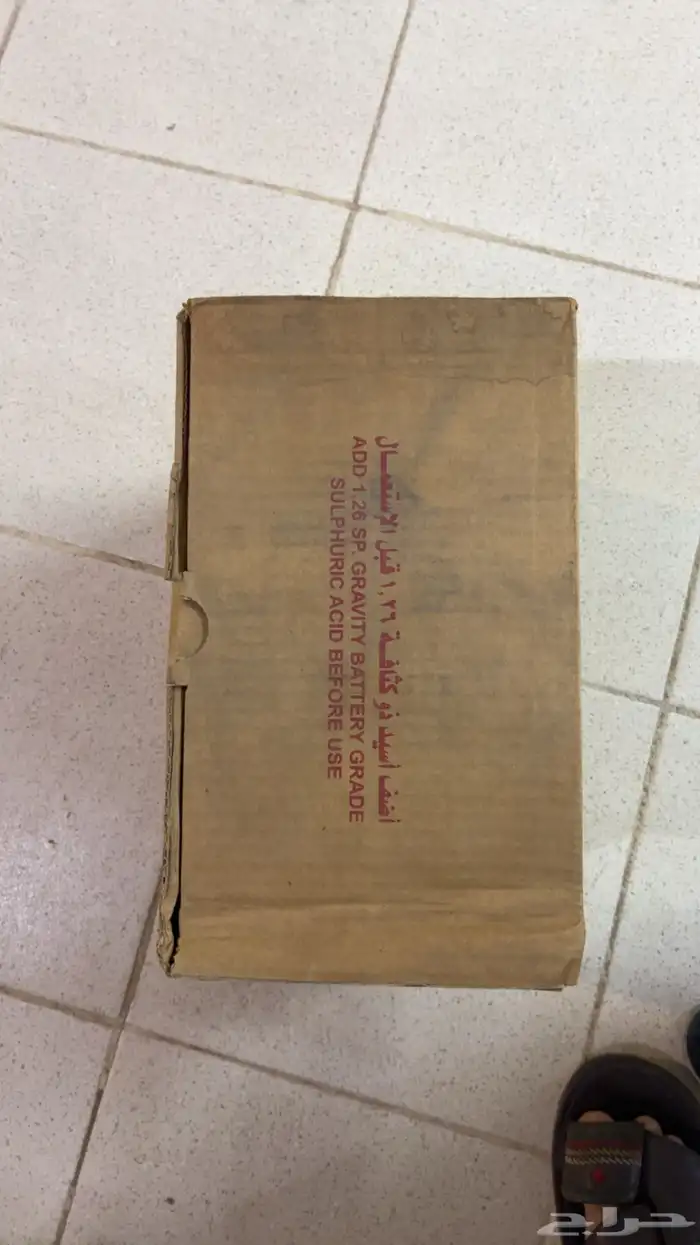 أضف أسيد ذو كثافة ١,٢٦ قبل الإستعمال
ADD 1.26 SP. GRAVITY BATTERY GRADE
SULPHURIC ACID BEFORE USE
حراج